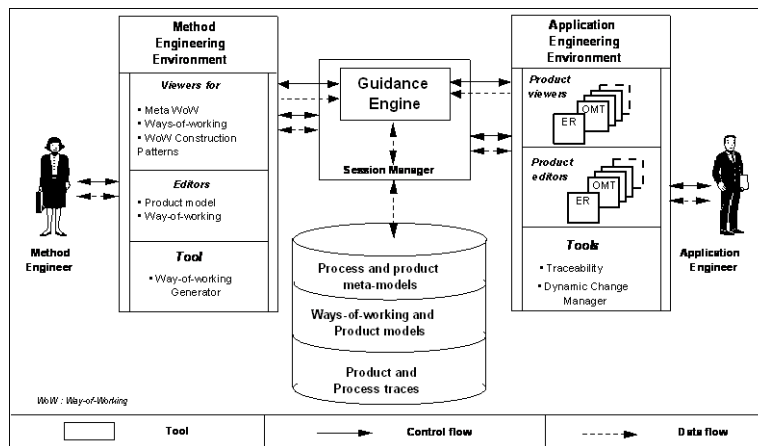 Method
Engineering
Environment
Viewers for
• Meta WoW
• Ways-of-working
• WoW Construction
Patterns
Editors
• Product model
• Way-of-working
Tool
• Way-of-working
Generator
Method
Engineer
Guidance
Engine
Session Manager
Process and product
meta-models
Ways-of-working and
Product models
Product and
Process traces
Application
Engineering
Environment
Product
viewers
OMT
ER
Product
editors
OMT
ER
Tools
• Traceability
• Dynamic Change
Manager
Application
Engineer
WoW : Way-of-Working
Tool
Control flow
Data flow